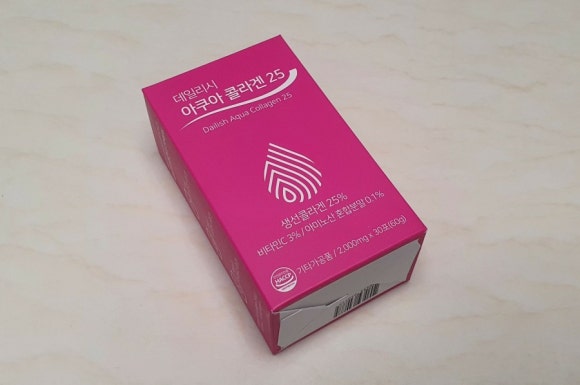 데일리시
아쿠아 콜라겐 25
Dailish Aqua Collagen 25
생선콜라겐 25%
비타민C 3% / 아미노산 혼합분말 0.1%
HACCP
기타가공품 / 2,000mg x 30포(60g)